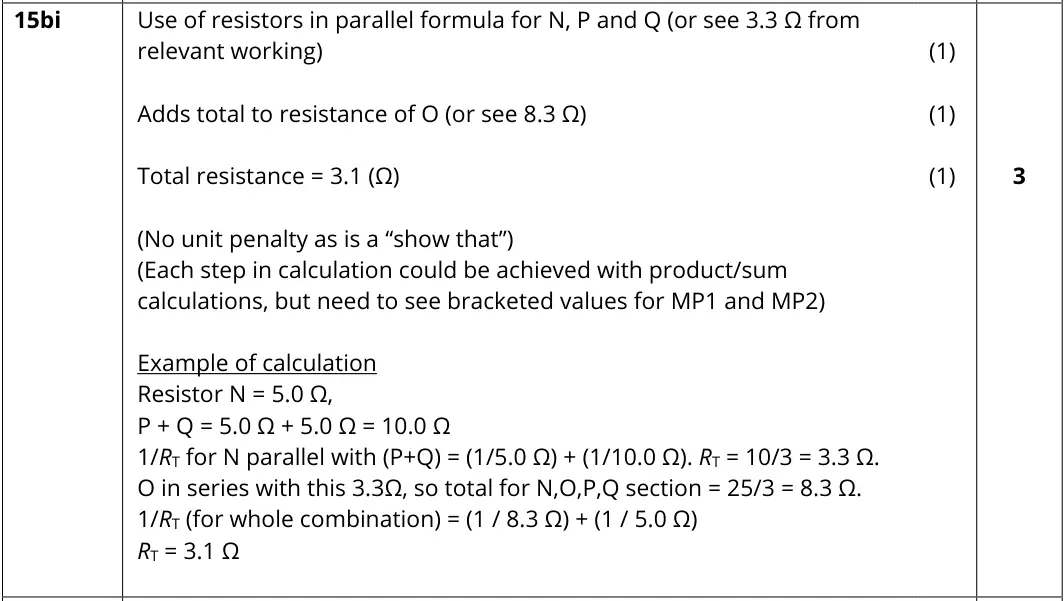 15bi
Use of resistors in parallel formula for N, P and Q (or see 3.3 Ω from
relevant working) (1)
Adds total to resistance of O (or see 8.3 Ω) (1)
Total resistance = 3.1 (Ω) (1) 3
(No unit penalty as is a “show that”)
(Each step in calculation could be achieved with product/sum
calculations, but need to see bracketed values for MP1 and MP2)
Example of calculation
Resistor N = 5.0 Ω,
P + Q = 5.0 Ω + 5.0 Ω = 10.0 Ω
1/RT for N parallel with (P+Q) = (1/5.0 Ω) + (1/10.0 Ω). RT = 10/3 = 3.3 Ω.
O in series with this 3.3Ω, so total for N,O,P,Q section = 25/3 = 8.3 Ω.
1/RT (for whole combination) = (1 / 8.3 Ω) + (1 / 5.0 Ω)
RT = 3.1 Ω